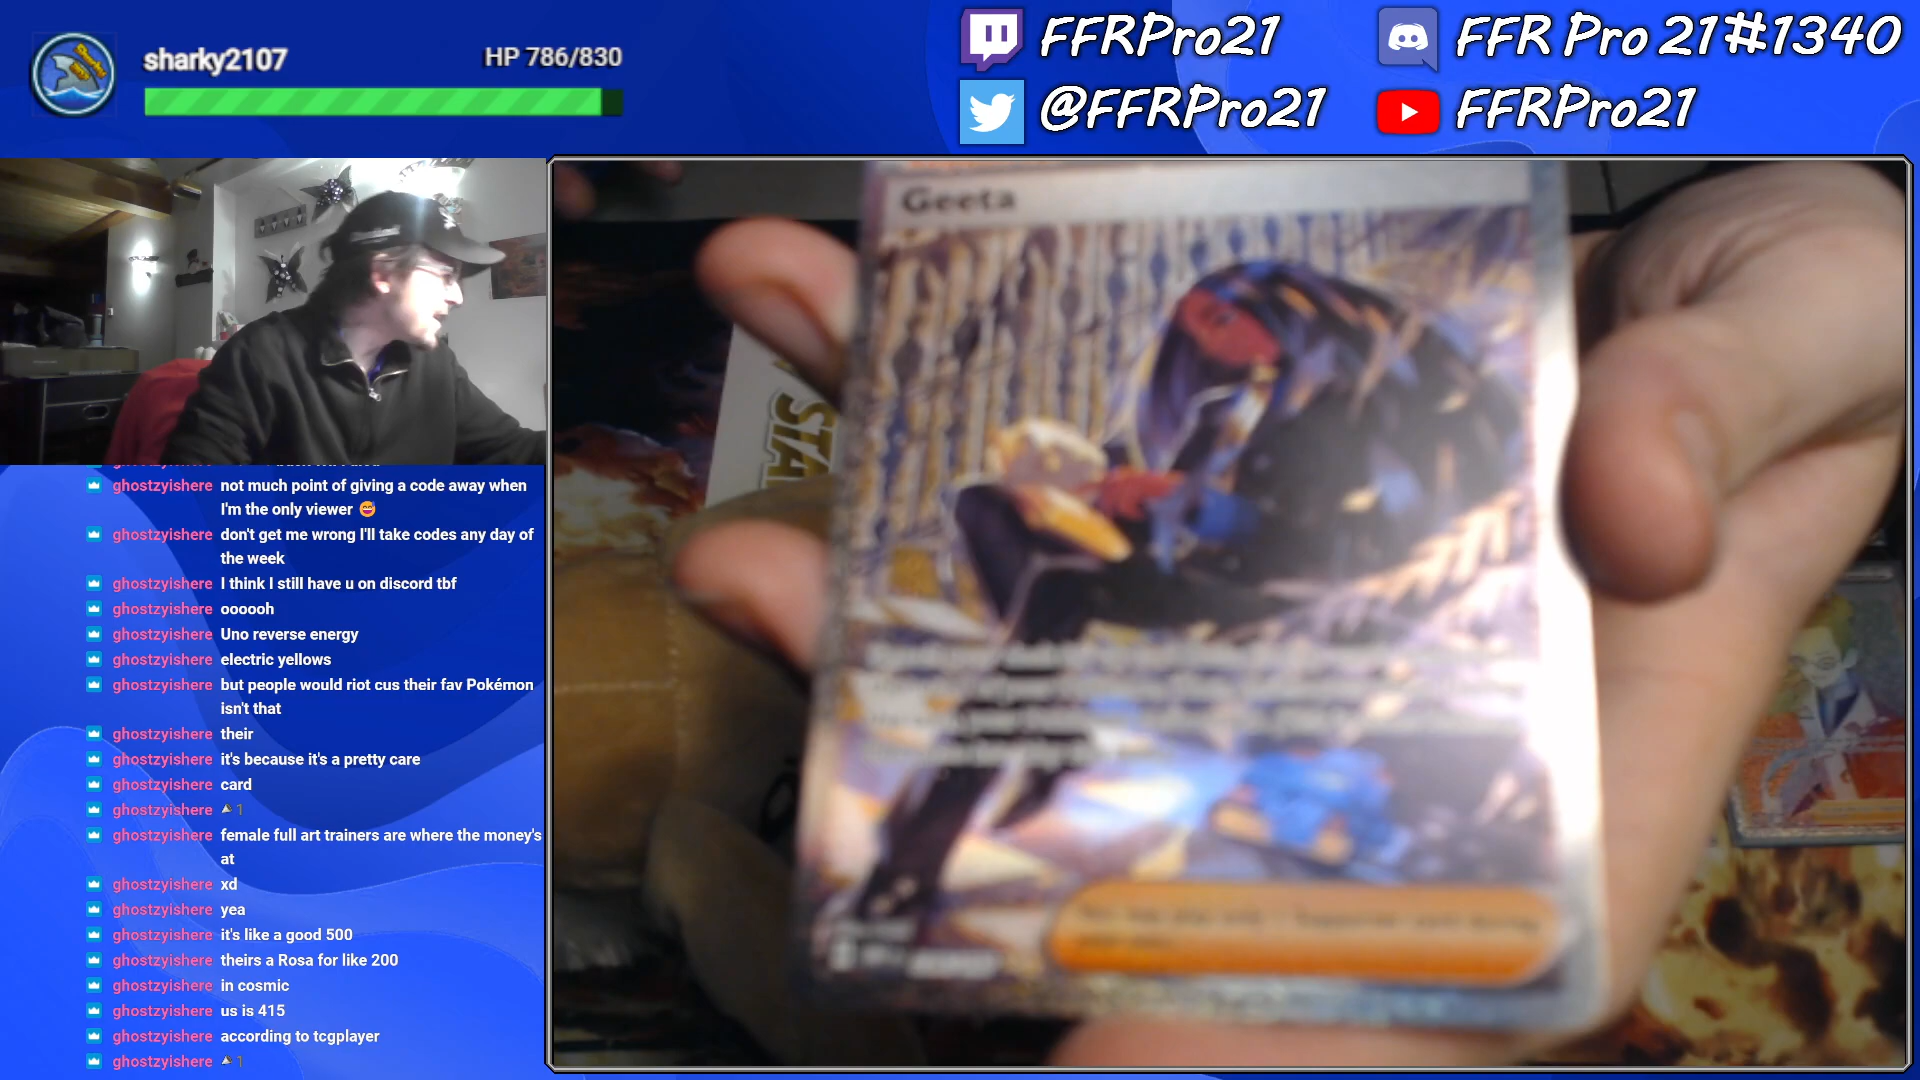 sharky2107
HP 786/830
FFRPro21
FFR Pro 21#1340
@FFRPro21
FFRPro21
Geeta
STA
ghostzyishere not much point of giving a code away when
I'm the only viewer 😅
ghostzyishere don't get me wrong I'll take codes any day of
the week
ghostzyishere I think I still have u on discord tbf
ghostzyishere oooooh
ghostzyishere Uno reverse energy
ghostzyishere electric yellows
ghostzyishere but people would riot cus their fav Pokémon
isn't that
ghostzyishere their
ghostzyishere it's because it's a pretty care
ghostzyishere card
ghostzyishere 1
ghostzyishere female full art trainers are where the money's
at
ghostzyishere xd
ghostzyishere yea
ghostzyishere it's like a good 500
ghostzyishere theirs a Rosa for like 200
ghostzyishere in cosmic
ghostzyishere us is 415
ghostzyishere according to tcgplayer
ghostzyishere 1